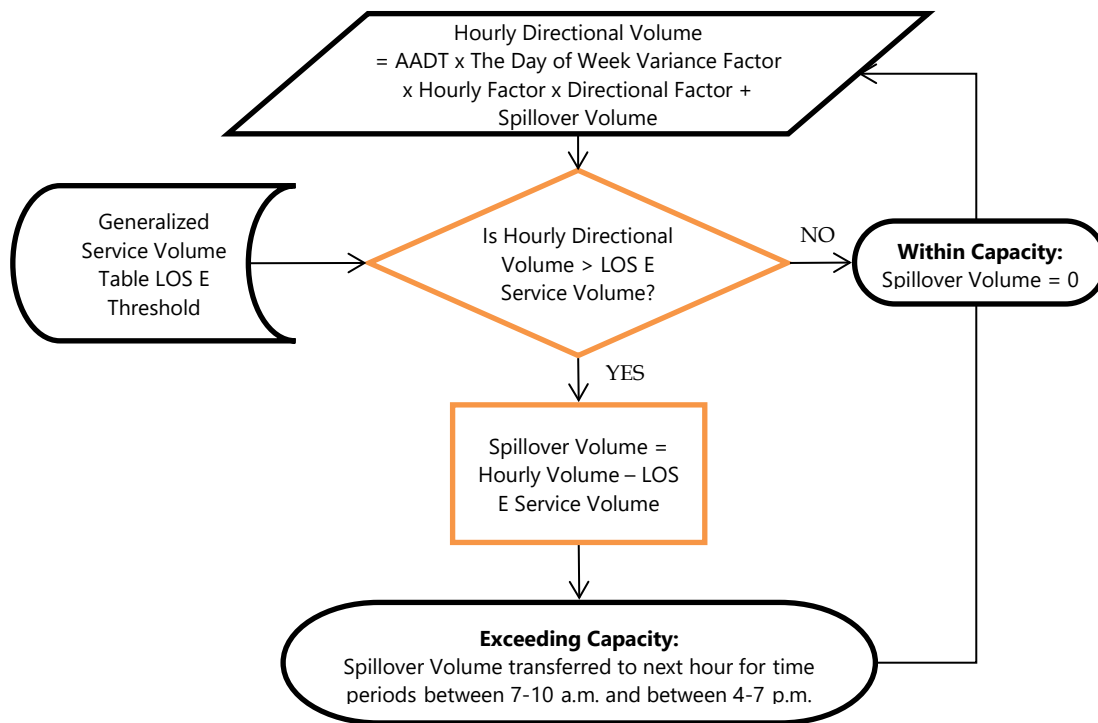 Hourly Directional Volume
= AADT x The Day of Week Variance Factor
x Hourly Factor x Directional Factor +
Spillover Volume
Generalized
Service Volume
Table LOS E
Threshold
Is Hourly Directional
Volume > LOS E
Service Volume?
NO
Within Capacity:
Spillover Volume = 0
YES
Spillover Volume =
Hourly Volume – LOS
E Service Volume
Exceeding Capacity:
Spillover Volume transferred to next hour for time
periods between 7-10 a.m. and between 4-7 p.m.